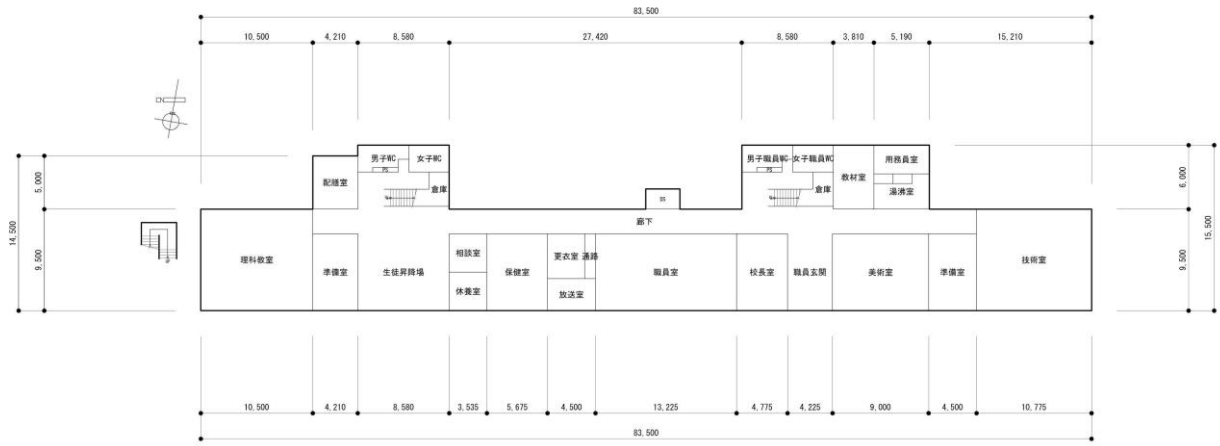 83,500
10,500 4,210 8,580 27,420 8,580 3,810 5,190 15,210
男子WC 女子WC 男子職員WC 女子職員WC 用務員室
PS PS
配膳室 倉庫 倉庫 教材室 湯沸室
5,000 6,000
14,500 15,500
9,500 9,500
廊下
理科教室 準備室 生徒昇降場 相談室 保健室 更衣室 通路 職員室 校長室 職員玄関 美術室 準備室 技術室
休養室 放送室
10,500 4,210 8,580 3,535 5,675 4,500 13,225 4,775 4,225 9,000 4,500 10,775
83,500